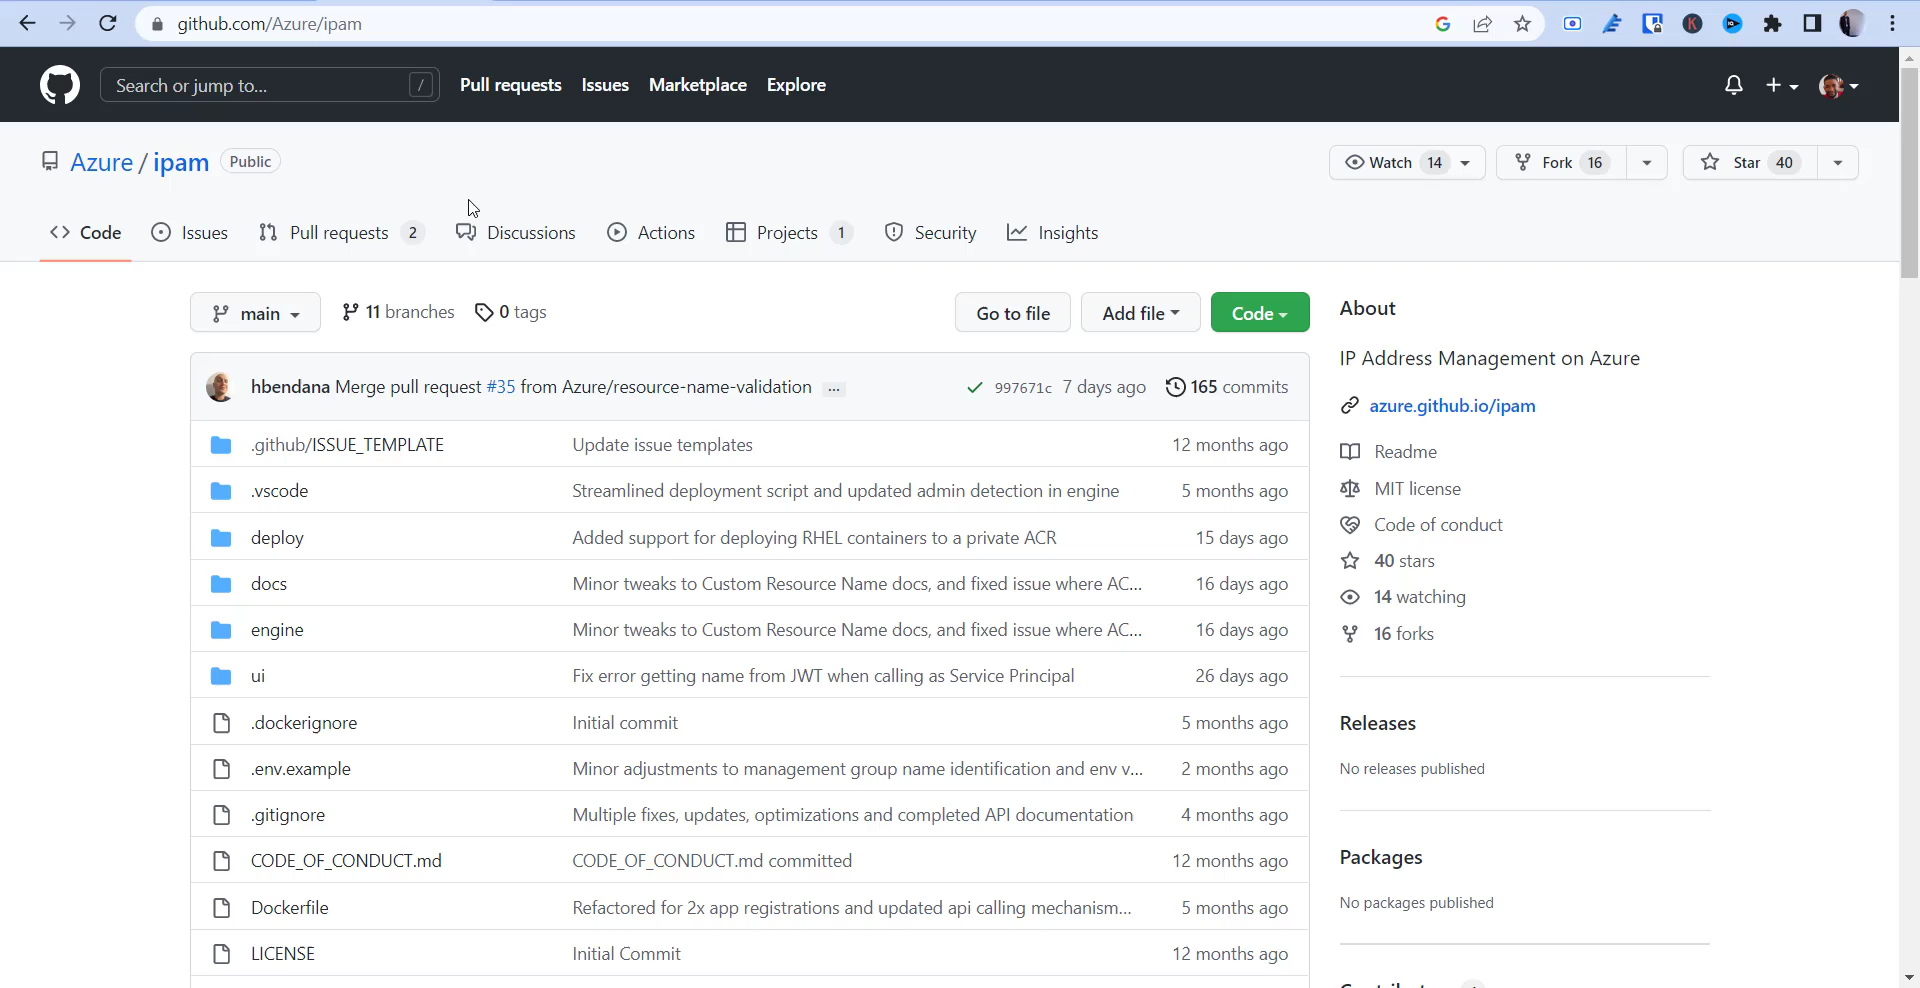 github.com/Azure/ipam
Search or jump to... /
Pull requests Issues Marketplace Explore
Azure / ipam Public
Watch 14 Fork 16 Star 40
Code Issues Pull requests 2 Discussions Actions Projects 1 Security Insights
main 11 branches 0 tags Go to file Add file Code
hbendana Merge pull request #35 from Azure/resource-name-validation ... 997671c 7 days ago 165 commits
.github/ISSUE_TEMPLATE Update issue templates 12 months ago
.vscode Streamlined deployment script and updated admin detection in engine 5 months ago
deploy Added support for deploying RHEL containers to a private ACR 15 days ago
docs Minor tweaks to Custom Resource Name docs, and fixed issue where AC... 16 days ago
engine Minor tweaks to Custom Resource Name docs, and fixed issue where AC... 16 days ago
ui Fix error getting name from JWT when calling as Service Principal 26 days ago
.dockerignore Initial commit 5 months ago
.env.example Minor adjustments to management group name identification and env v... 2 months ago
.gitignore Multiple fixes, updates, optimizations and completed API documentation 4 months ago
CODE_OF_CONDUCT.md CODE_OF_CONDUCT.md committed 12 months ago
Dockerfile Refactored for 2x app registrations and updated api calling mechanism... 5 months ago
LICENSE Initial Commit 12 months ago
About
IP Address Management on Azure
azure.github.io/ipam
Readme
MIT license
Code of conduct
40 stars
14 watching
16 forks
Releases
No releases published
Packages
No packages published